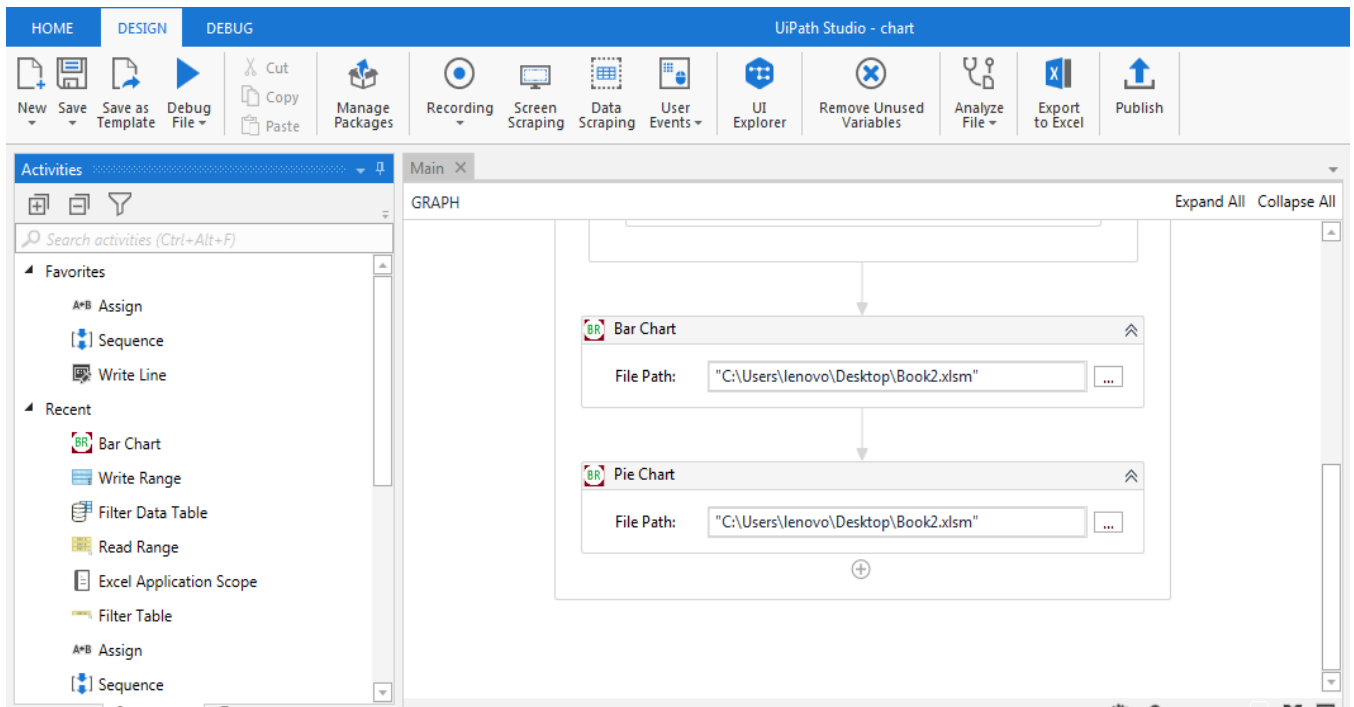 HOME DESIGN DEBUG UiPath Studio - chart
New Save Save as Template Debug File Cut Copy Paste Manage Packages Recording Screen Scraping Data Scraping User Events UI Explorer Remove Unused Variables Analyze File Export to Excel Publish
Activities
Main
GRAPH Expand All Collapse All
Search activities (Ctrl+Alt+F)
Favorites
A*B Assign
Sequence
Write Line
Recent
BR Bar Chart
Write Range
Filter Data Table
Read Range
Excel Application Scope
Filter Table
A*B Assign
Sequence
BR Bar Chart
File Path: "C:\Users\lenovo\Desktop\Book2.xlsm" ...
BR Pie Chart
File Path: "C:\Users\lenovo\Desktop\Book2.xlsm" ...